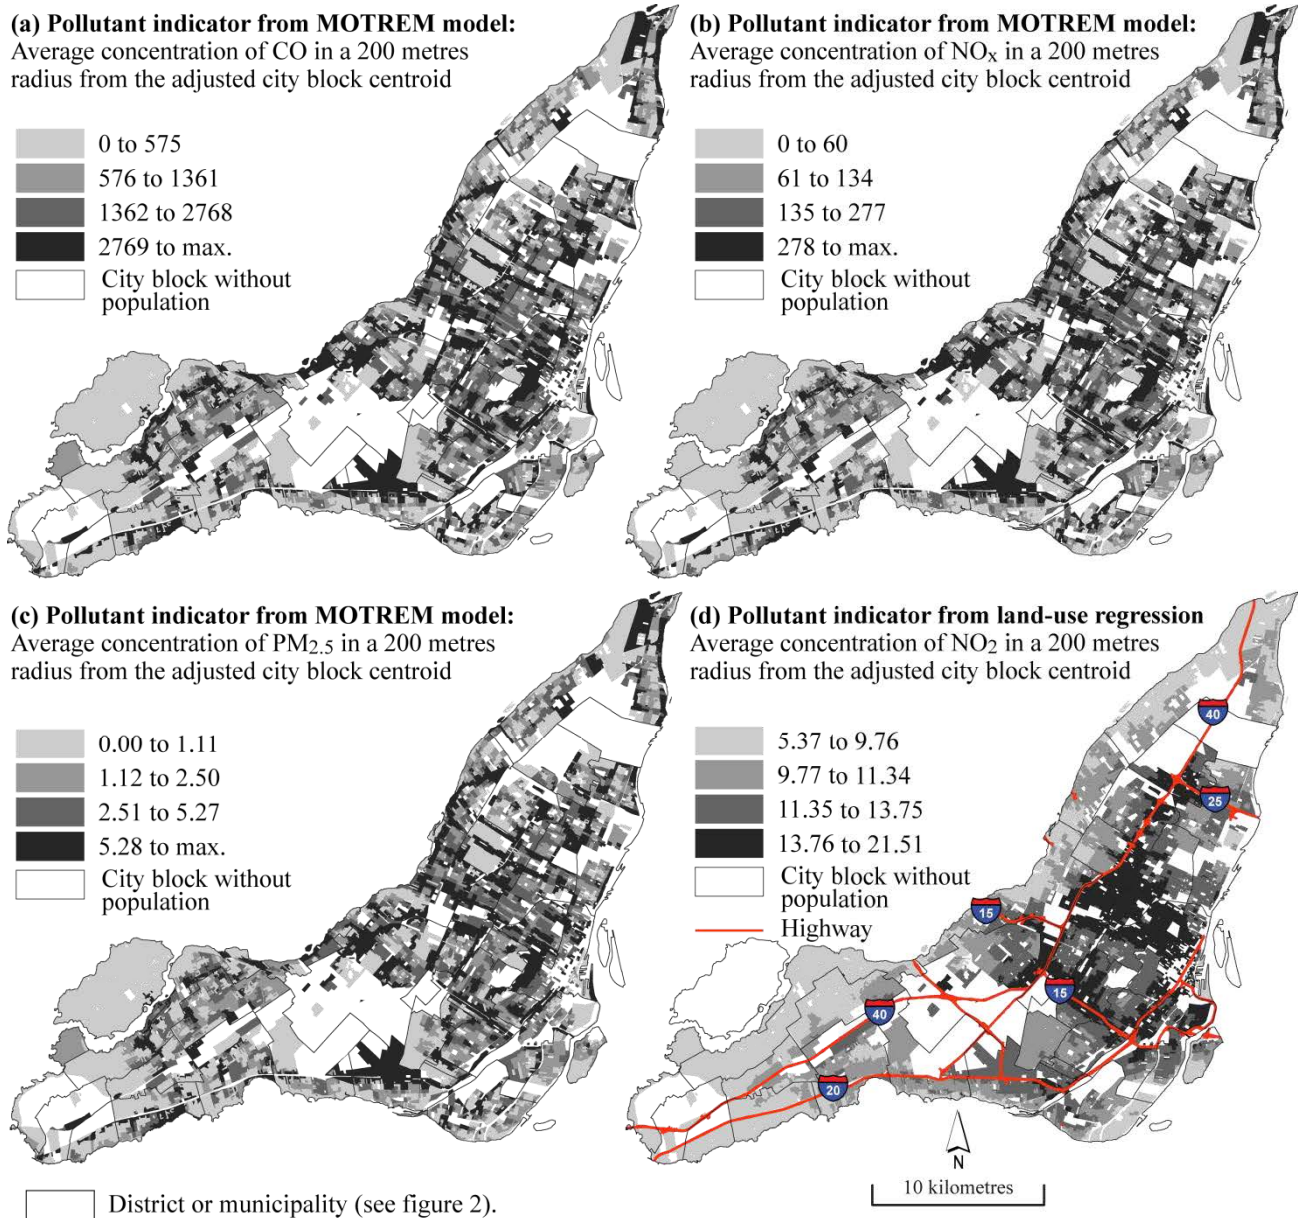 (a) Pollutant indicator from MOTREM model:
Average concentration of CO in a 200 metres
radius from the adjusted city block centroid
0 to 575
576 to 1361
1362 to 2768
2769 to max.
City block without
population
(b) Pollutant indicator from MOTREM model:
Average concentration of NOx in a 200 metres
radius from the adjusted city block centroid
0 to 60
61 to 134
135 to 277
278 to max.
City block without
population
(c) Pollutant indicator from MOTREM model:
Average concentration of PM2.5 in a 200 metres
radius from the adjusted city block centroid
0.00 to 1.11
1.12 to 2.50
2.51 to 5.27
5.28 to max.
City block without
population
(d) Pollutant indicator from land-use regression
Average concentration of NO2 in a 200 metres
radius from the adjusted city block centroid
5.37 to 9.76
9.77 to 11.34
11.35 to 13.75
13.76 to 21.51
City block without
population
Highway
40
25
15
15
40
20
N
10 kilometres
District or municipality (see figure 2).